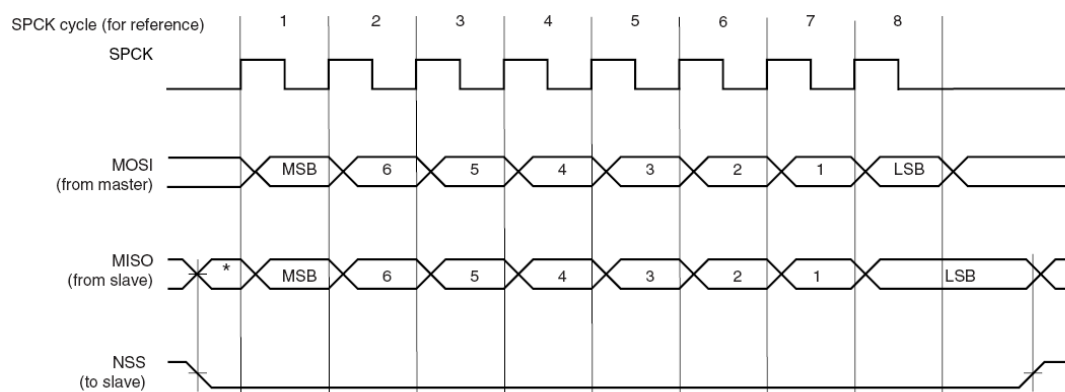 SPCK cycle (for reference) 1 2 3 4 5 6 7 8
SPCK
MOSI
(from master)
MSB 6 5 4 3 2 1 LSB
MISO
(from slave)
* MSB 6 5 4 3 2 1 LSB
NSS
(to slave)